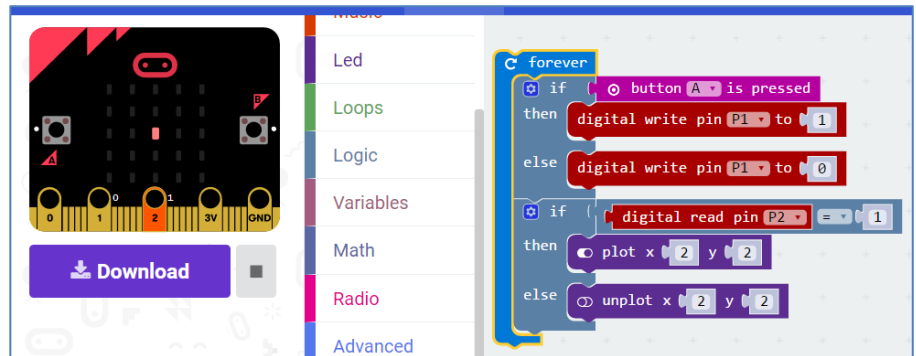 Music
Led
Loops
Logic
Variables
Math
Radio
Advanced
B
A
0 1
0 1 2 3V GND
Download
forever
if button A is pressed
then digital write pin P1 to 1
else digital write pin P1 to 0
if digital read pin P2 = 1
then plot x 2 y 2
else unplot x 2 y 2